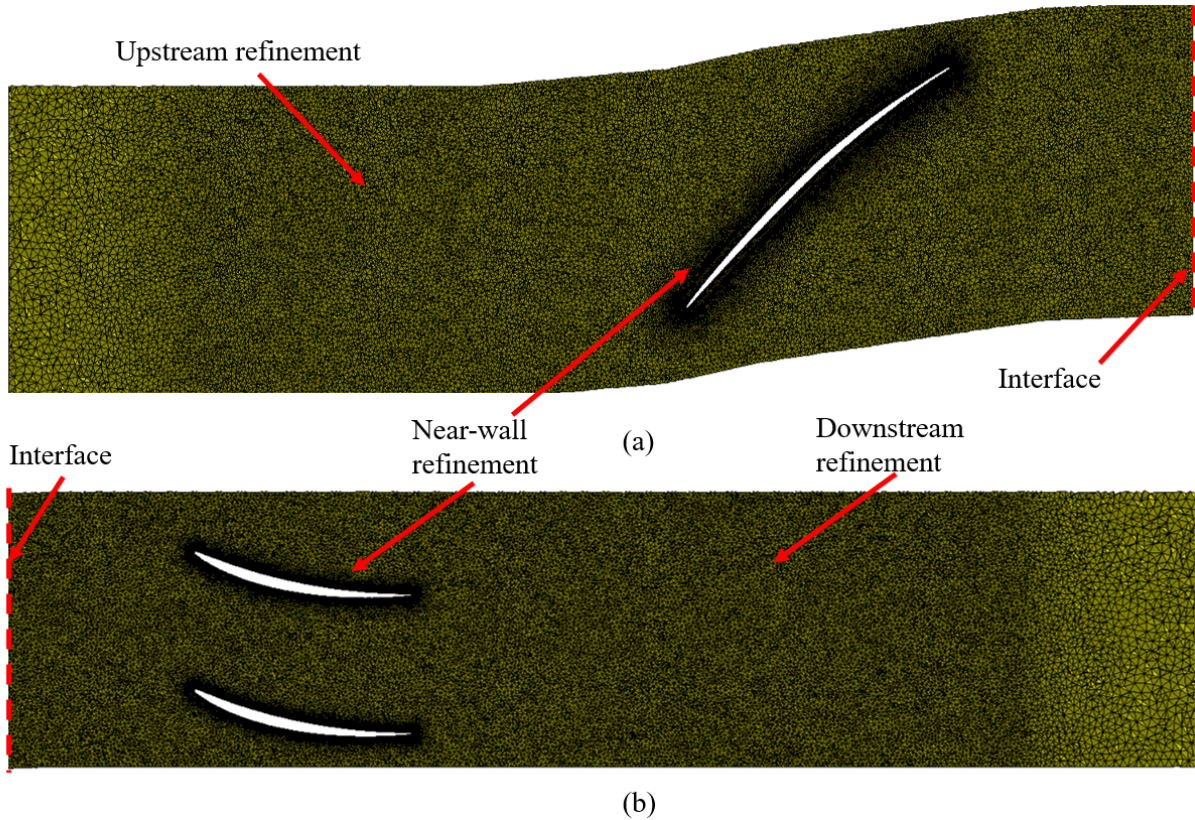 Upstream refinement
Interface
(a)
Near-wall
refinement
Downstream
refinement
Interface
(b)